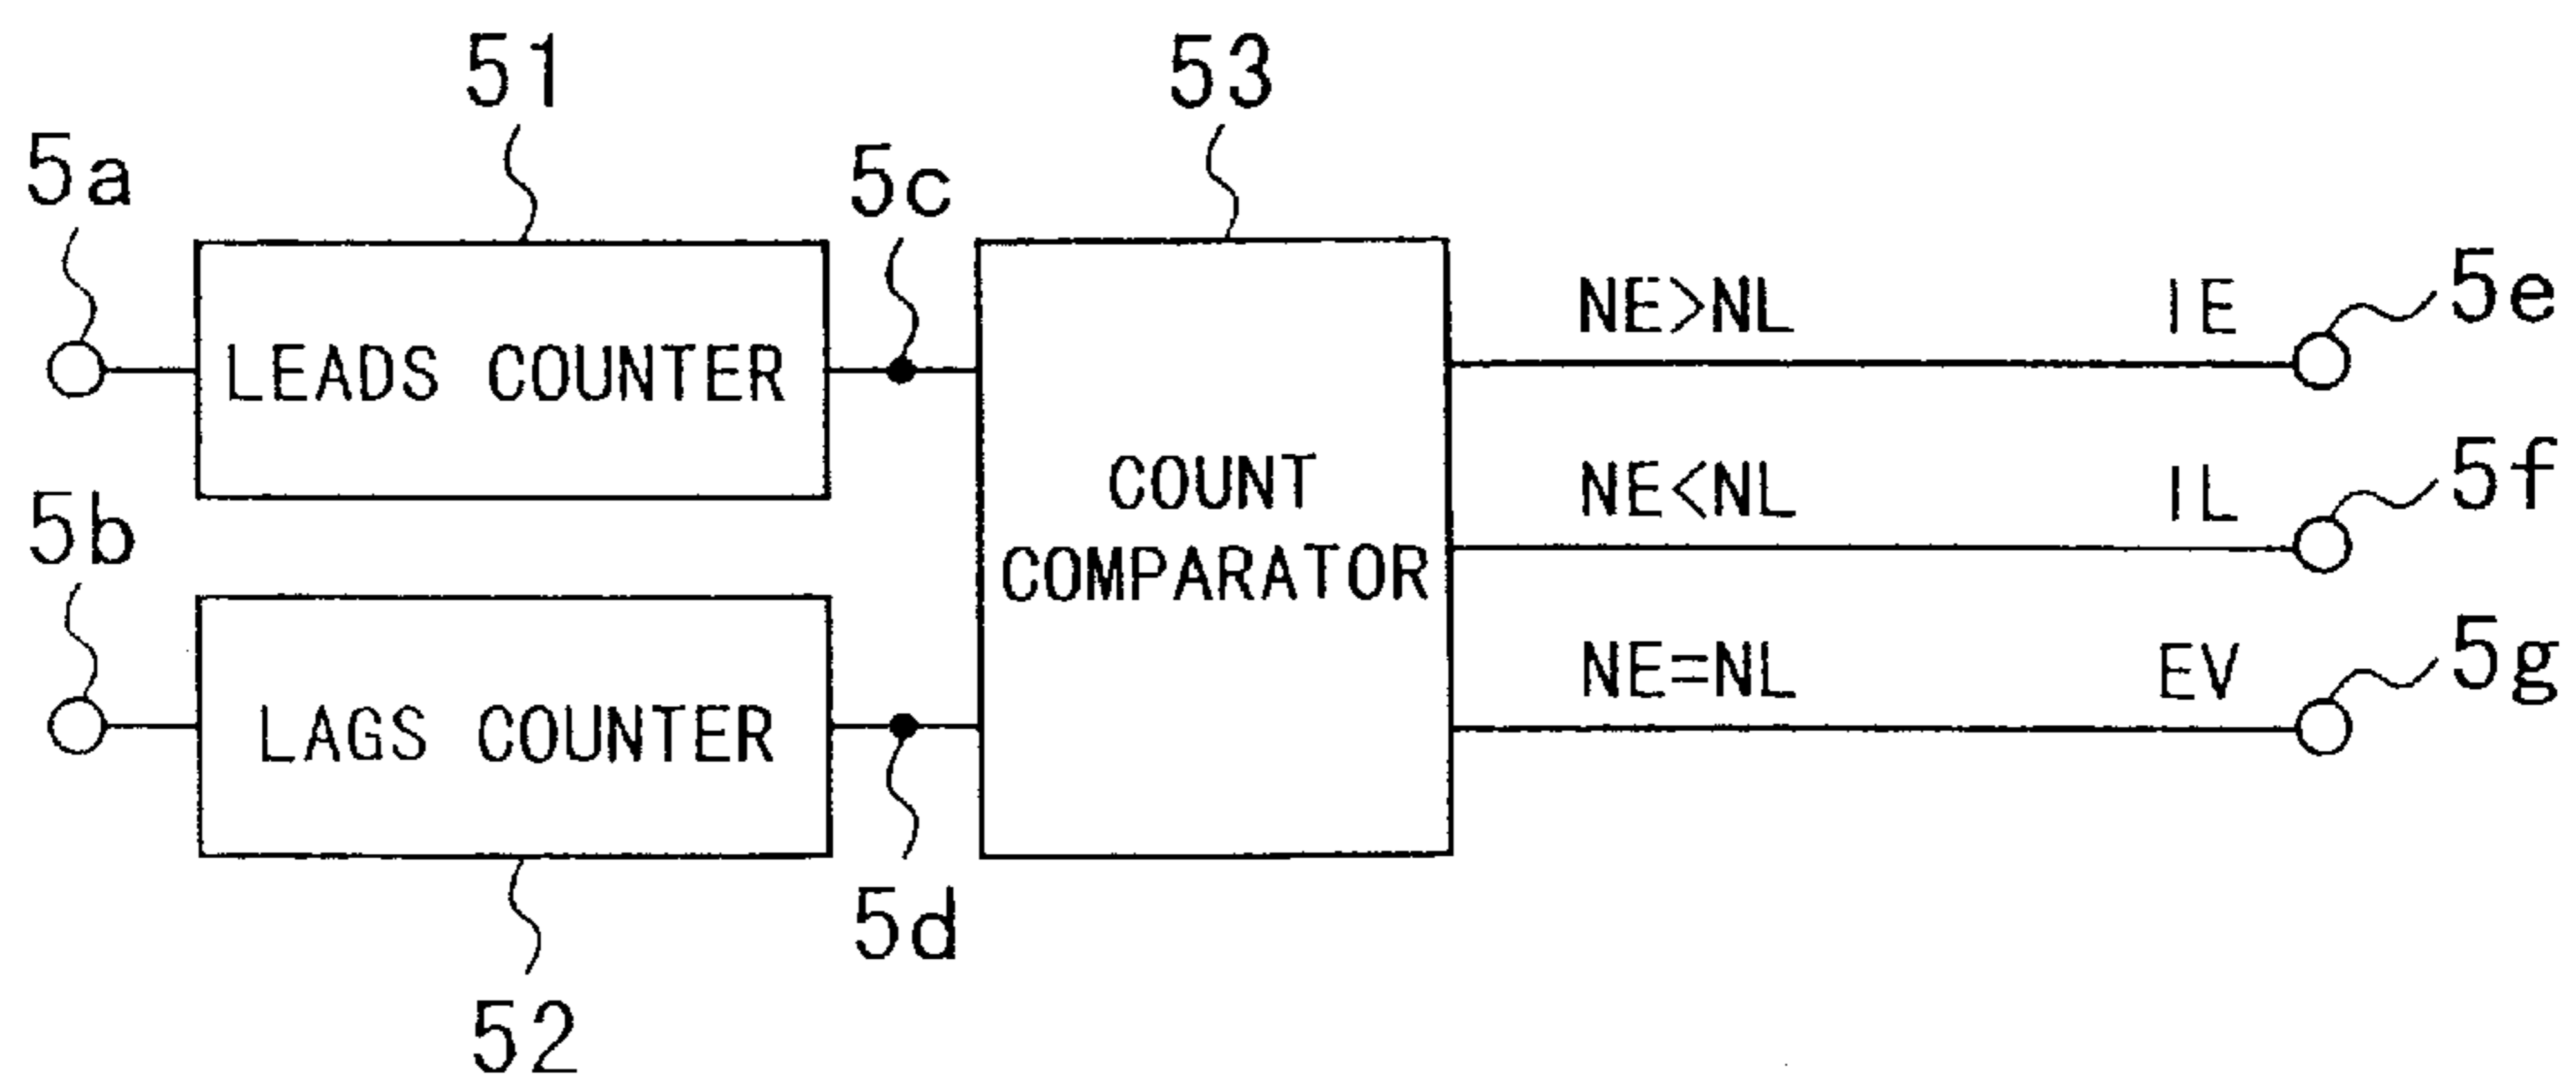 51
53
5a
5c
5e
NE>NL
IE
LEADS COUNTER
COUNT
COMPARATOR
NE<NL
IL
5f
5b
LAGS COUNTER
NE=NL
EV
5g
5d
52